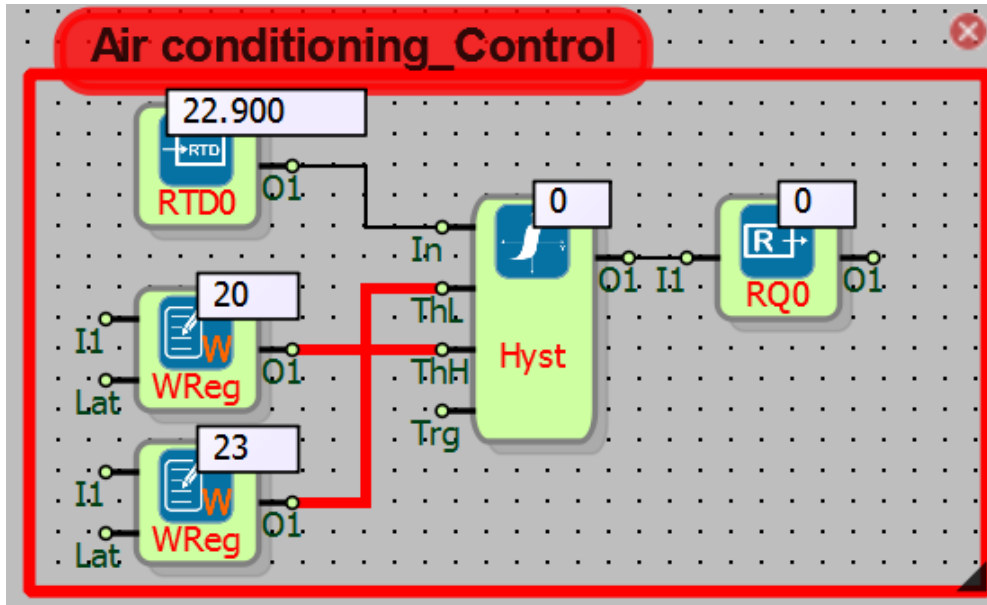 Air conditioning_Control
22.900
RTD
O1
RTD0
In
0
0
R
O1
I1
RQ0
O1
ThL
20
I1
W
O1
WReg
Lat
ThH
Hyst
Trg
23
I1
W
O1
WReg
Lat